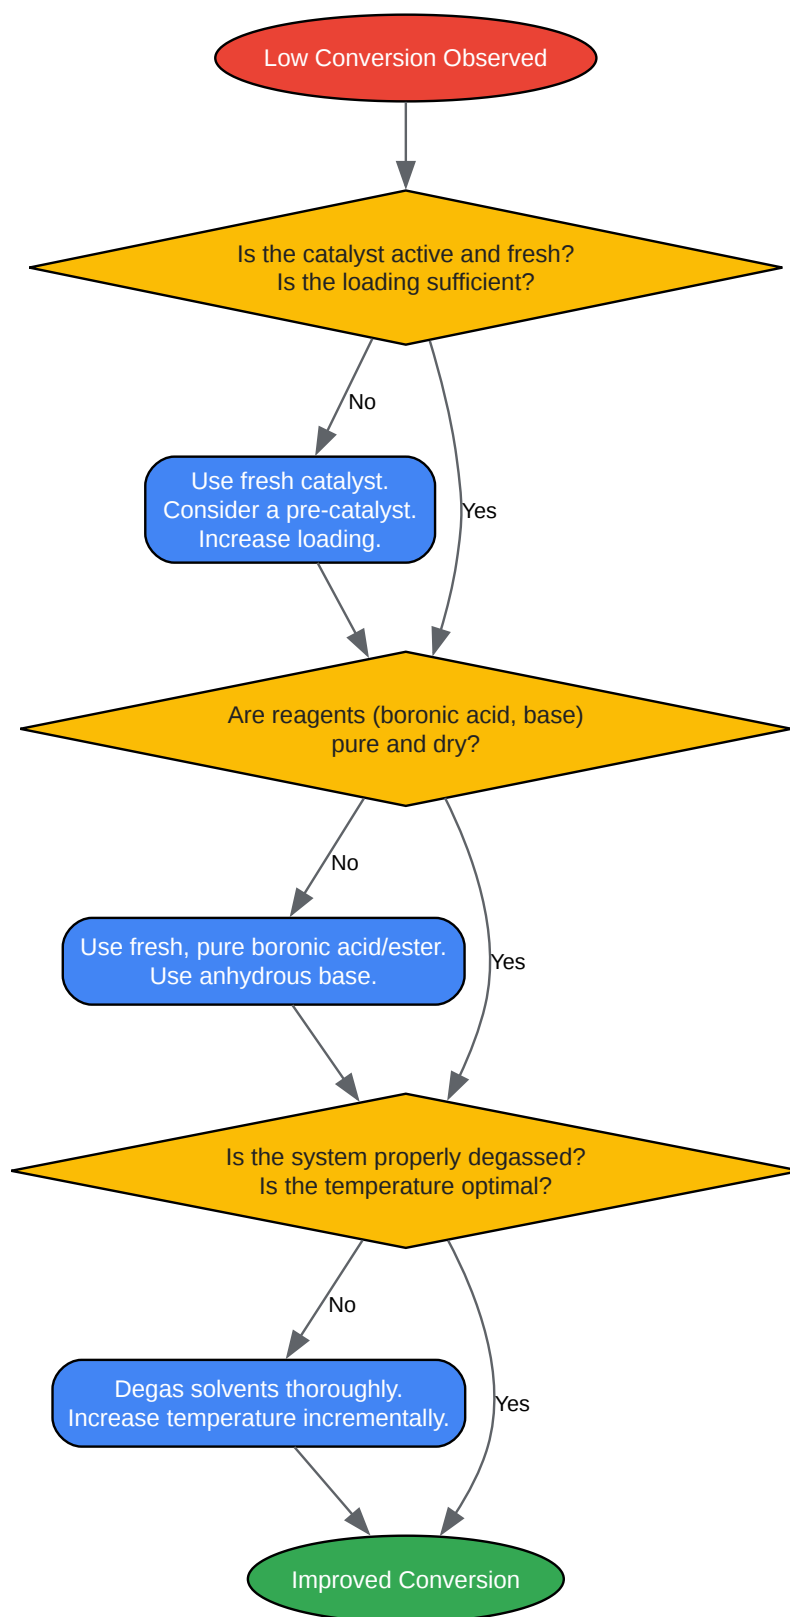 Low Conversion Observed
Is the catalyst active and fresh?
Is the loading sufficient?
No
Use fresh catalyst.
Consider a pre-catalyst.
Increase loading.
Yes
Are reagents (boronic acid, base)
pure and dry?
No
Use fresh, pure boronic acid/ester.
Use anhydrous base.
Yes
Is the system properly degassed?
Is the temperature optimal?
No
Degas solvents thoroughly.
Increase temperature incrementally.
Yes
Improved Conversion